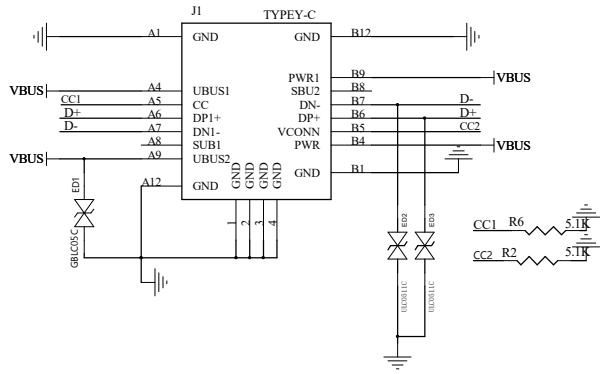 J1 TYPEY-C
A1 GND GND B12
PWR1 B9 VBUS
VBUS A4 UBUS1 SBU2 B8
CC1 A5 CC DN- B7 D-
D+ A6 DP1+ DP+ B6 D+
D- A7 DN1- VCONN B5 CC2
A8 SUB1 PWR B4 VBUS
VBUS A9 UBUS2
A12 GND GND B1
GND GND GND GND
1 2 3 4
ED1
GBLC05C
ED2
ULC0511C
ED3
ULC0511C
CC1 R6 5.1K
CC2 R2 5.1K